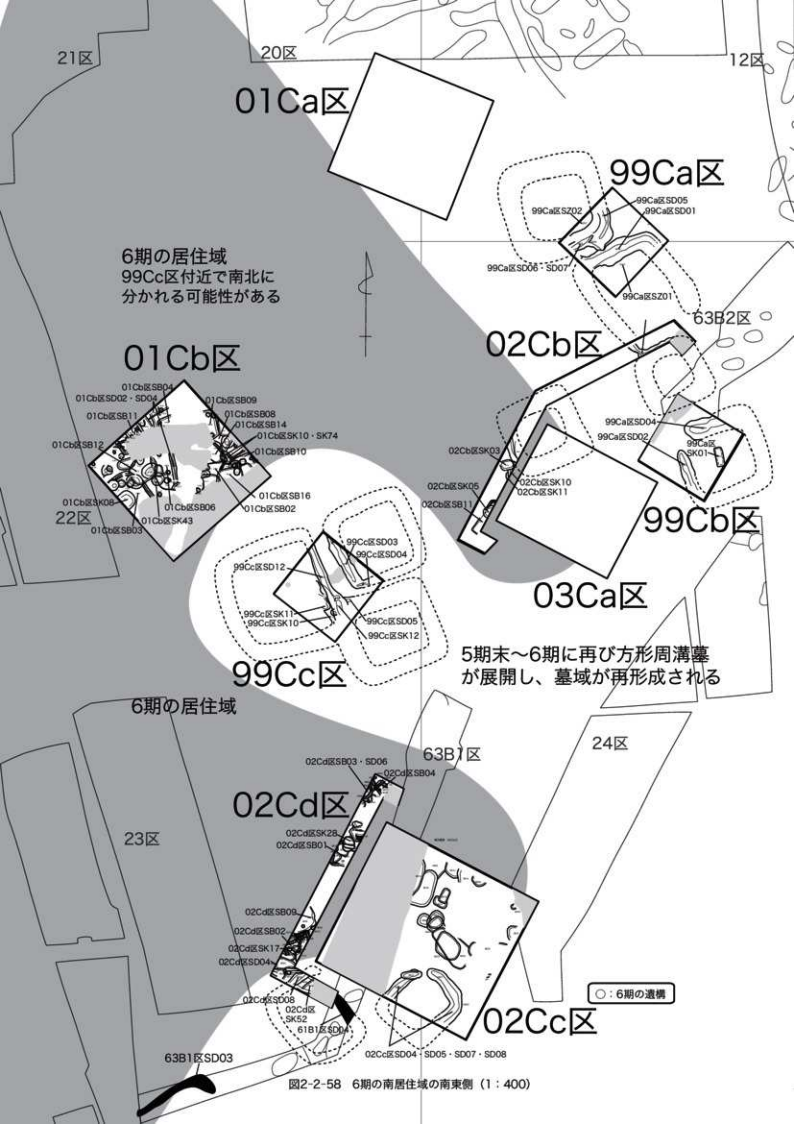 21区
20区
12区
01Ca区
99Ca区
99Ca区SD05
99Ca区SZ02
99Ca区SD01
99Ca区SD06・SD07
99Ca区SZ01
6期の居住域
99Cc区付近で南北に
分かれる可能性がある
63B2区
02Cb区
01Cb区
01Cb区SB04
01Cb区SD02・SD04
01Cb区SB09
01Cb区SB11
01Cb区SB08
01Cb区SB14
01Cb区SK10・SK74
01Cb区SB12
01Cb区SB10
01Cb区SB16
01Cb区SK08
01Cb区SB06
01Cb区SB02
22区
01Cb区SK43
01Cb区SB03
99Ca区SD04
99Ca区SD02
99Ca区
SK01
02Cb区SK03
02Cb区SK10
02Cb区SK05
02Cb区SK11
02Cb区SB11
99Cb区
99Cc区SD03
99Cc区SD04
99Cc区SD12
99Cc区SK11
99Cc区SK10
99Cc区SD05
99Cc区SK12
03Ca区
99Cc区
5期末～6期に再び方形周溝墓
が展開し、墓域が再形成される
6期の居住域
24区
63B1区
02Cd区SB03・SD06
02Cd区SB04
02Cd区
02Cd区SK28
02Cd区SB01
23区
02Cd区SB09
02Cd区SB02
02Cd区SK17
02Cd区SD04
02Cd区SD08
02Cd区
SK52
61B1区SD04
○：6期の遺構
02Cc区
02Cc区SD04・SD05・SD07・SD08
63B1区SD03
図2-2-58 6期の南居住域の南東側（1：400）